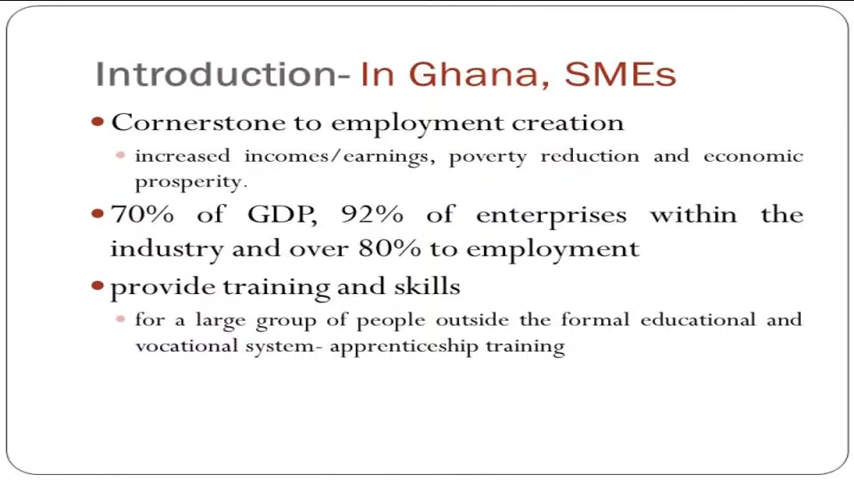 Introduction- In Ghana, SMEs
Cornerstone to employment creation
increased incomes/earnings, poverty reduction and economic
prosperity.
70% of GDP, 92% of enterprises within the
industry and over 80% to employment
provide training and skills
for a large group of people outside the formal educational and
vocational system- apprenticeship training